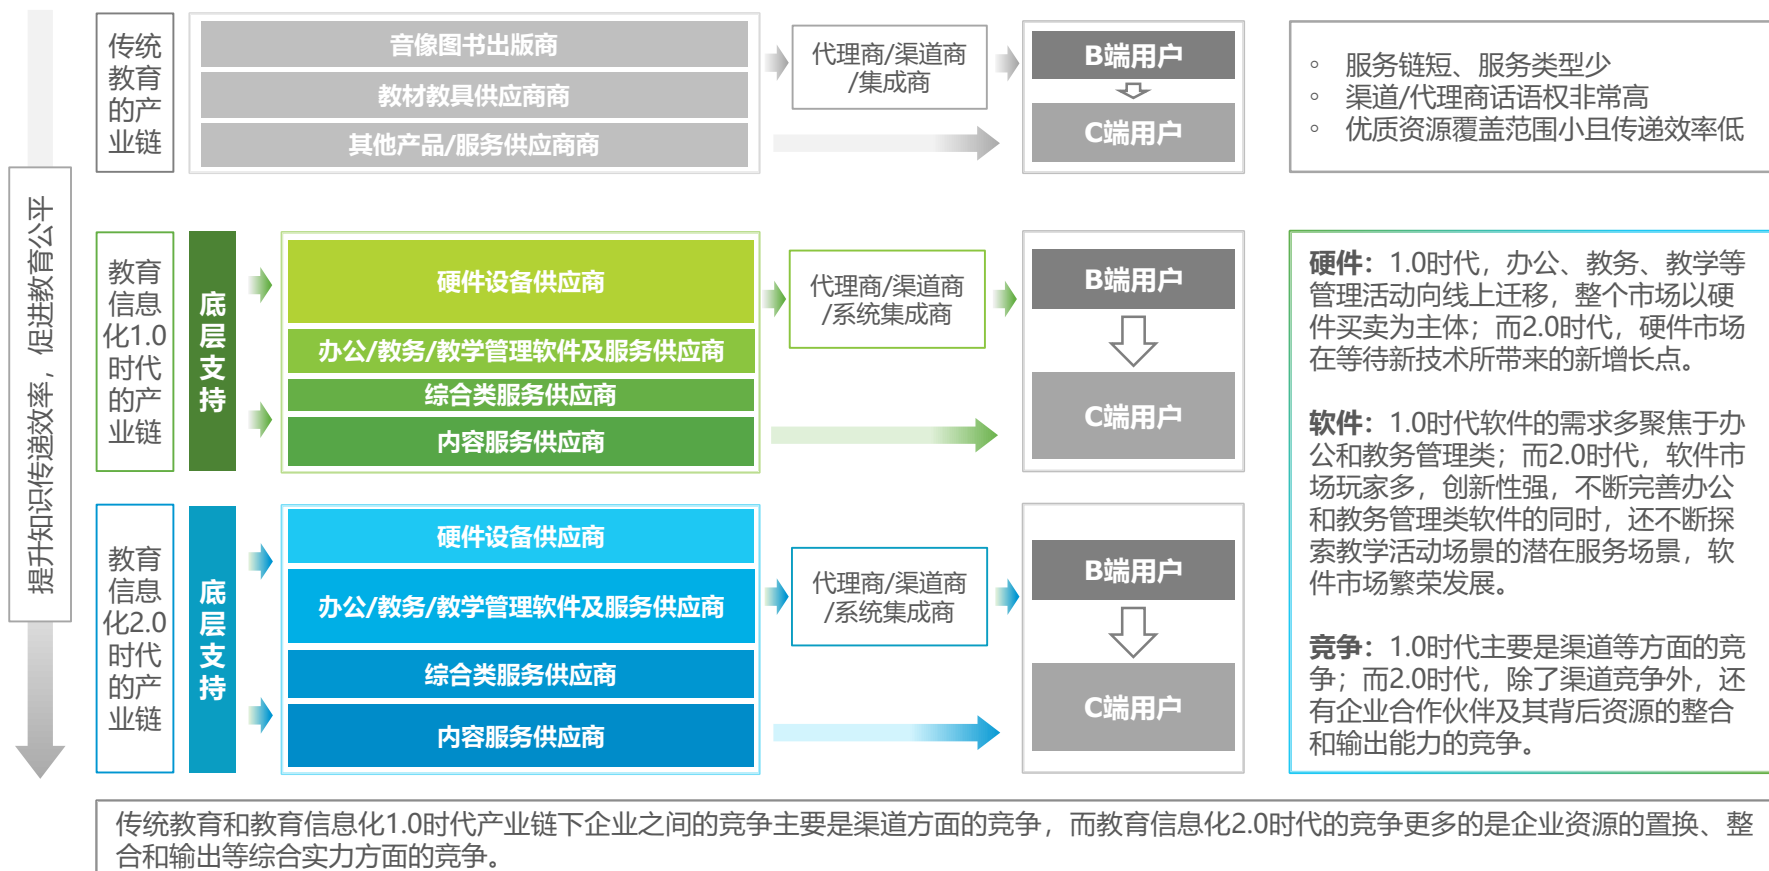 提升知识传递效率，促进教育公平
传统
教育
的产
业链
音像图书出版商
教材教具供应商商
其他产品/服务供应商商
代理商/渠道商
/集成商
B端用户
C端用户
◦ 服务链短、服务类型少
◦ 渠道/代理商话语权非常高
◦ 优质资源覆盖范围小且传递效率低
教育
信息
化1.0
时代
的产
业链
底
层
支
持
硬件设备供应商
办公/教务/教学管理软件及服务供应商
综合类服务供应商
内容服务供应商
代理商/渠道商
/系统集成商
B端用户
C端用户
教育
信息
化2.0
时代
的产
业链
底
层
支
持
硬件设备供应商
办公/教务/教学管理软件及服务供应商
综合类服务供应商
内容服务供应商
代理商/渠道商
/系统集成商
B端用户
C端用户
硬件：1.0时代，办公、教务、教学等
管理活动向线上迁移，整个市场以硬
件买卖为主体；而2.0时代，硬件市场
在等待新技术所带来的新增长点。
软件：1.0时代软件的需求多聚焦于办
公和教务管理类；而2.0时代，软件市
场玩家多，创新性强，不断完善办公
和教务管理类软件的同时，还不断探
索教学活动场景的潜在服务场景，软
件市场繁荣发展。
竞争：1.0时代主要是渠道等方面的竞
争；而2.0时代，除了渠道竞争外，还
有企业合作伙伴及其背后资源的整合
和输出能力的竞争。
传统教育和教育信息化1.0时代产业链下企业之间的竞争主要是渠道方面的竞争，而教育信息化2.0时代的竞争更多的是企业资源的置换、整
合和输出等综合实力方面的竞争。